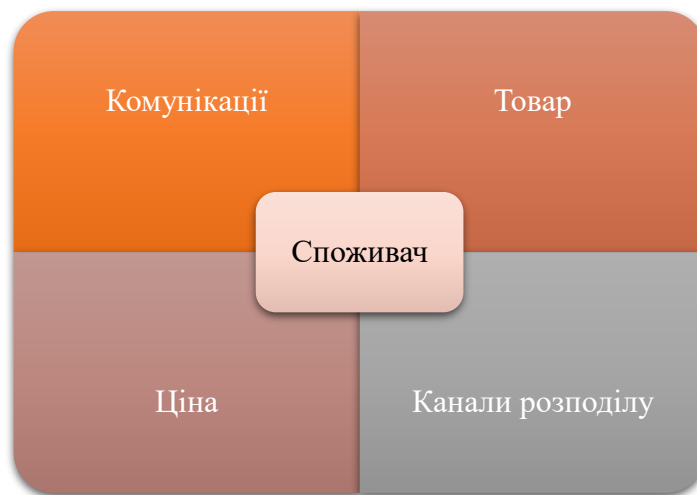 Комунікації
Товар
Споживач
Ціна
Канали розподілу